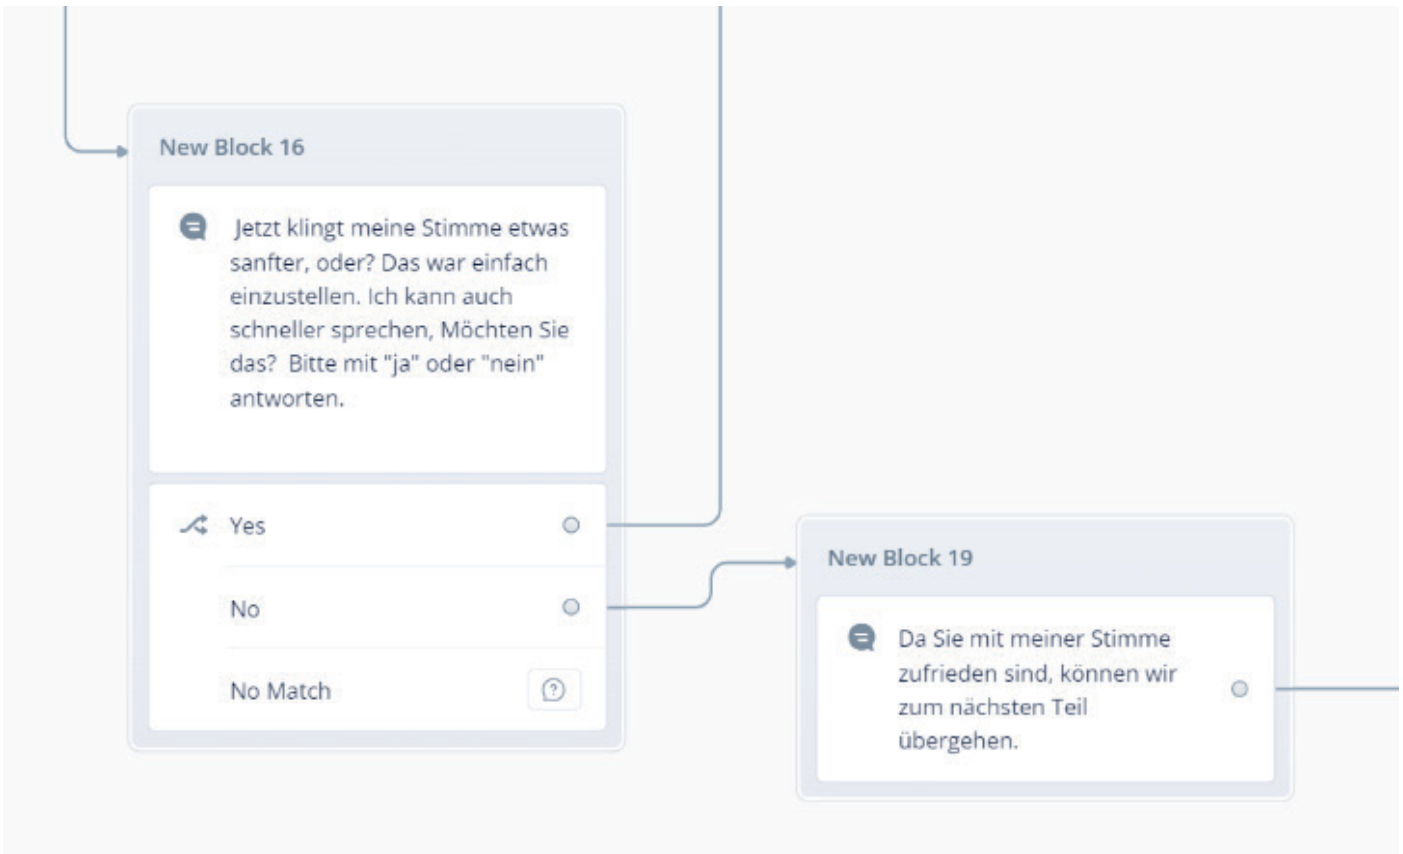 New Block 16
Jetzt klingt meine Stimme etwas
sanfter, oder? Das war einfach
einzustellen. Ich kann auch
schneller sprechen, Möchten Sie
das?  Bitte mit "ja" oder "nein"
antworten.
Yes
No
No Match
New Block 19
Da Sie mit meiner Stimme
zufrieden sind, können wir
zum nächsten Teil
übergehen.